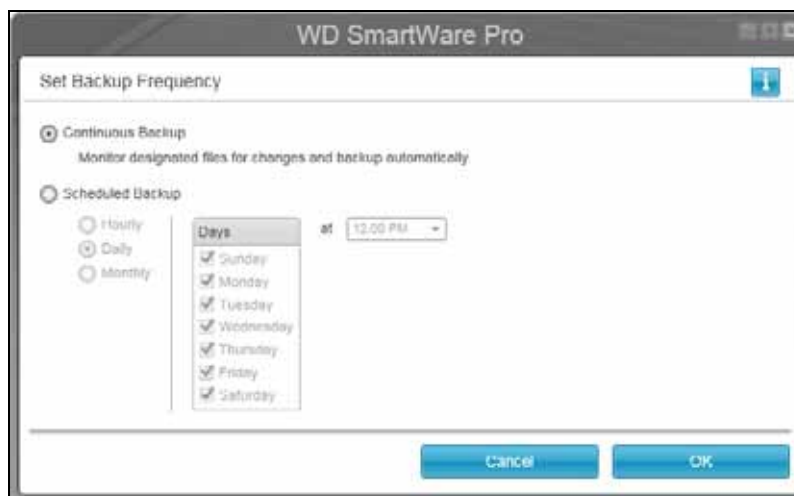 WD SmartWare Pro
Set Backup Frequency
i
Continuous Backup
Monitor designated files for changes and backup automatically
Scheduled Backup
Hourly
Daily
Monthly
Days
Sunday
Monday
Tuesday
Wednesday
Thursday
Friday
Saturday
at 12:00 PM
Cancel
OK